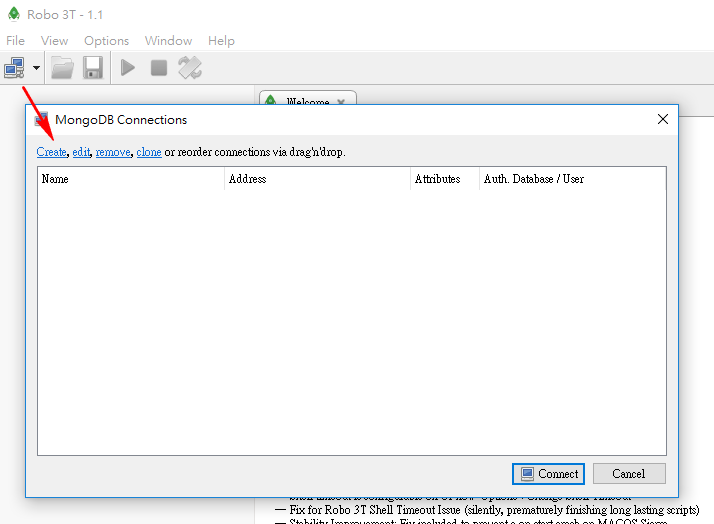 Robo 3T - 1.1
File View Options Window Help
Welcome
MongoDB Connections
Create, edit, remove, clone or reorder connections via drag'n'drop.
Name Address Attributes Auth. Database / User
Connect Cancel
— Fix for Robo 3T Shell Timeout Issue (silently, prematurely finishing long lasting scripts)